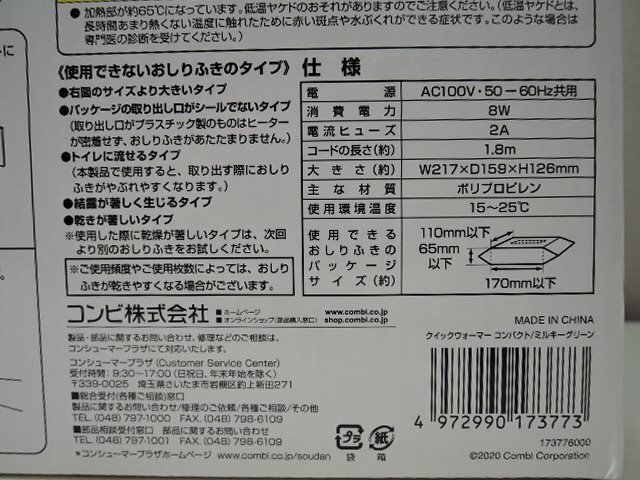 ●加熱部が約65℃になっています。低温ヤケドのおそれがありますのでご注意ください。(低温ヤケドとは、
長時間あまり熱くない温度に触れたために赤い斑点や水ぶくれができる症状です。このような場合は
専門医の診断を受けてください。)
《使用できないおしりふきのタイプ》
●右図のサイズより大きいタイプ
●パッケージの取り出し口がシールでないタイプ
(取り出し口がプラスチック製のものはヒーター
が密着せず、おしりふきがあたたまりません。)
●トイレに流せるタイプ
(本製品で使用すると、取り出す際におしり
ふきがやぶれやすくなります。)
●結露が著しく生じるタイプ
●乾きが著しいタイプ
※使用した際に乾燥が著しいタイプは、次回
より別のおしりふきをお試しください。
※ご使用頻度やご使用枚数によっては、おしり
ふきが乾きやすくなる場合がございます。
仕様
電源 AC100V・50－60Hz共用
消費電力 8W
電流ヒューズ 2A
コードの長さ(約) 1.8m
大きさ(約) W217×D159×H126mm
主な材質 ポリプロピレン
使用環境温度 15～25℃
使用できる
おしりふきの
パッケージ
サイズ(約)
110mm以下
65mm
以下
170mm以下
コンビ株式会社
■ホームページ www.combi.co.jp
■オンラインショップ(部品購入窓口) shop.combi.co.jp
製品・部品に関するお問い合わせ、修理などのご相談は、
コンシューマープラザにて対応いたします。
コンシューマープラザ (Customer Service Center)
受付時間：9:30～17:00 (日祝日、年末年始を除く)
〒339-0025 埼玉県さいたま市岩槻区釣上新田271
■総合受付(各種ご相談)窓口
製品に関するお問い合わせ/修理のご依頼/各種ご相談/その他
TEL.(048) 797-1000 FAX.(048) 798-6109
■部品相談受付窓口 部品に関するお問い合わせ
TEL.(048) 797-1001 FAX.(048) 798-6109
■コンシューマープラザホームページ www.combi.co.jp/soudan
プラ
袋
紙
箱
MADE IN CHINA
クイックウォーマー コンパクト/ミルキーグリーン
4 972990 173773
173776000
©2020 Combi Corporation